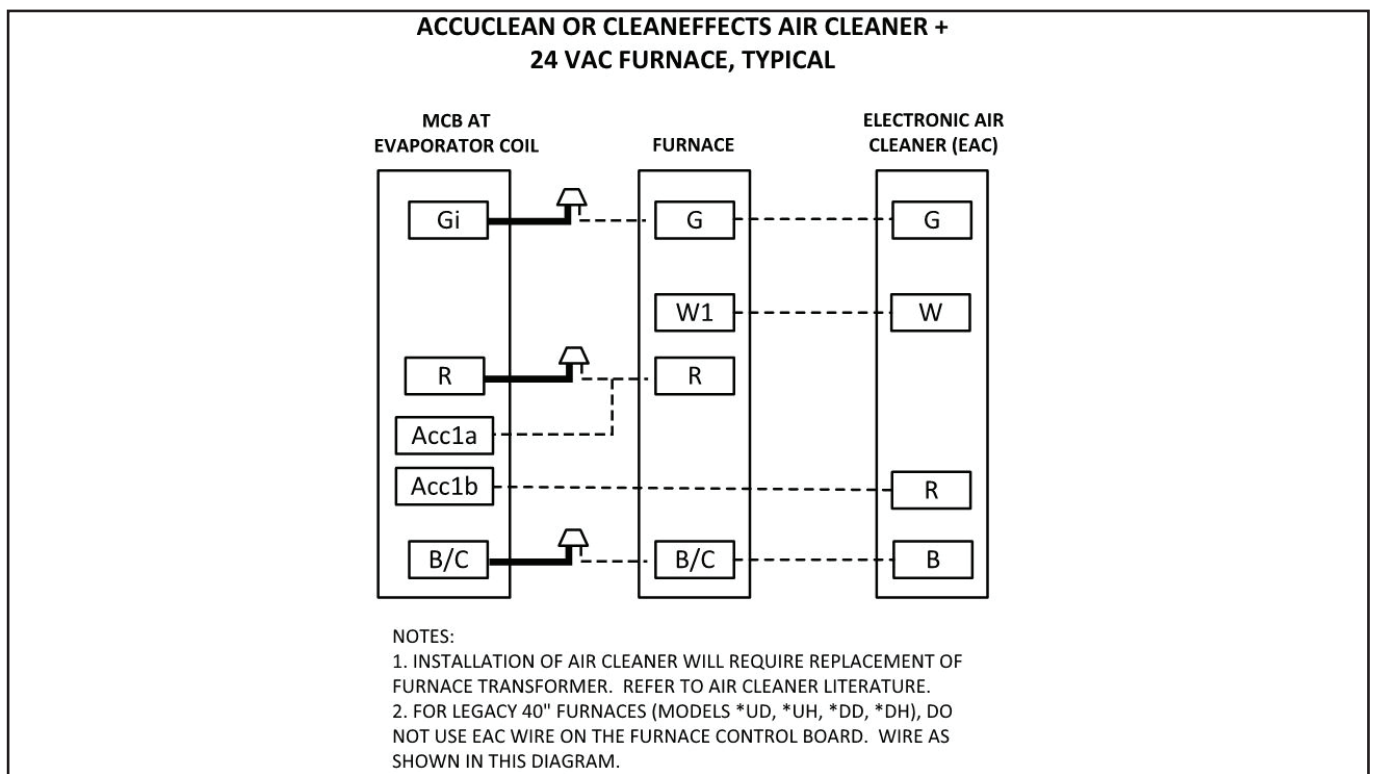 ACCUCLEAN OR CLEANEFFECTS AIR CLEANER +
24 VAC FURNACE, TYPICAL
MCB AT
EVAPORATOR COIL
FURNACE
ELECTRONIC AIR
CLEANER (EAC)
Gi
G
G
W1
W
R
R
Acc1a
Acc1b
R
B/C
B/C
B
NOTES:
1. INSTALLATION OF AIR CLEANER WILL REQUIRE REPLACEMENT OF
FURNACE TRANSFORMER. REFER TO AIR CLEANER LITERATURE.
2. FOR LEGACY 40" FURNACES (MODELS *UD, *UH, *DD, *DH), DO
NOT USE EAC WIRE ON THE FURNACE CONTROL BOARD. WIRE AS
SHOWN IN THIS DIAGRAM.